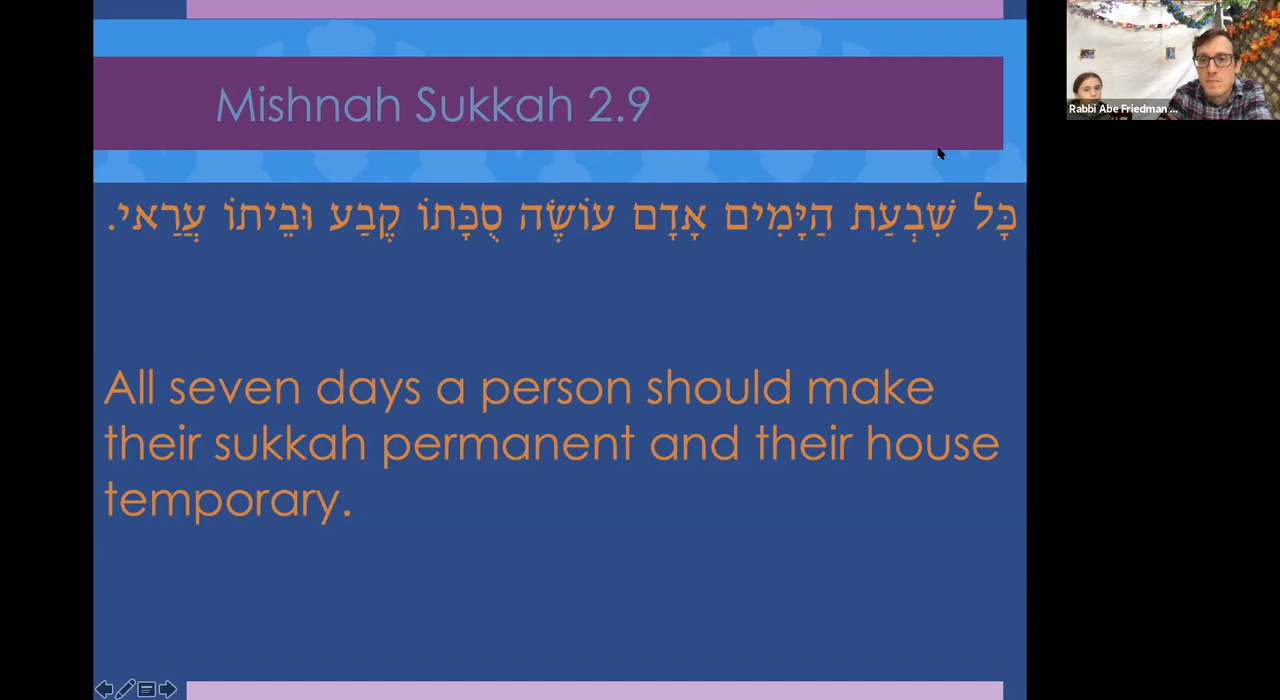 Mishnah Sukkah 2.9
כָּל שִׁבְעַת הַיָּמִים אָדָם עוֹשֶׂה סֻכָּתוֹ קֶבַע וּבֵיתוֹ עֲרַאי.
All seven days a person should make
their sukkah permanent and their house
temporary.
Rabbi Abe Friedman ...